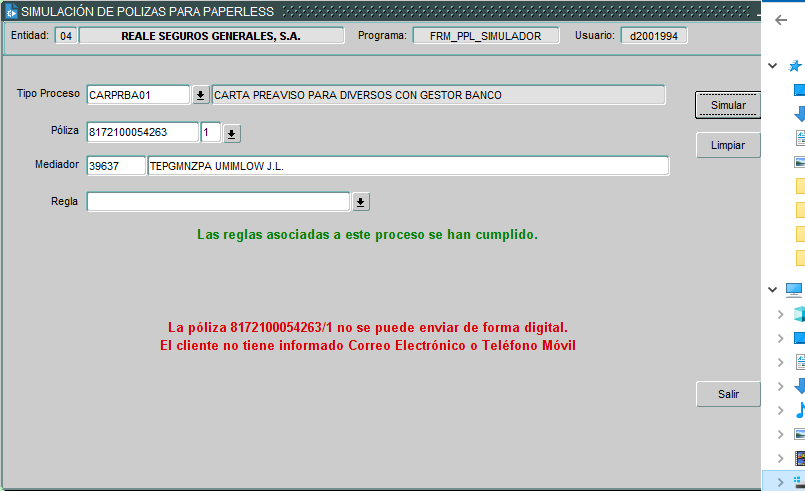 SIMULACIÓN DE POLIZAS PARA PAPERLESS
Entidad: 04 REALE SEGUROS GENERALES, S.A. Programa: FRM_PPL_SIMULADOR Usuario: d2001994
Tipo Proceso CARPRBA01 CARTA PREAVISO PARA DIVERSOS CON GESTOR BANCO
Simular
Póliza 8172100054263 1
Limpiar
Mediador 39637 TEPGMNZPA UMIMLOW J.L.
Regla
Las reglas asociadas a este proceso se han cumplido.
La póliza 8172100054263/1 no se puede enviar de forma digital.
El cliente no tiene informado Correo Electrónico o Teléfono Móvil
Salir